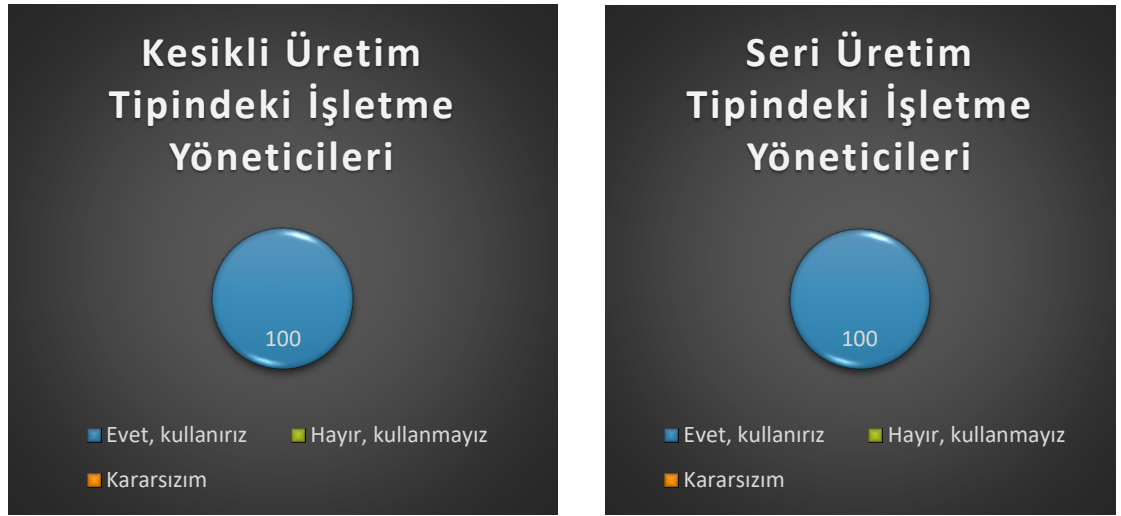 Kesikli Üretim
Tipindeki İşletme
Yöneticileri
100
Evet, kullanırız
Hayır, kullanmayız
Kararsızım
Seri Üretim
Tipindeki İşletme
Yöneticileri
100
Evet, kullanırız
Hayır, kullanmayız
Kararsızım